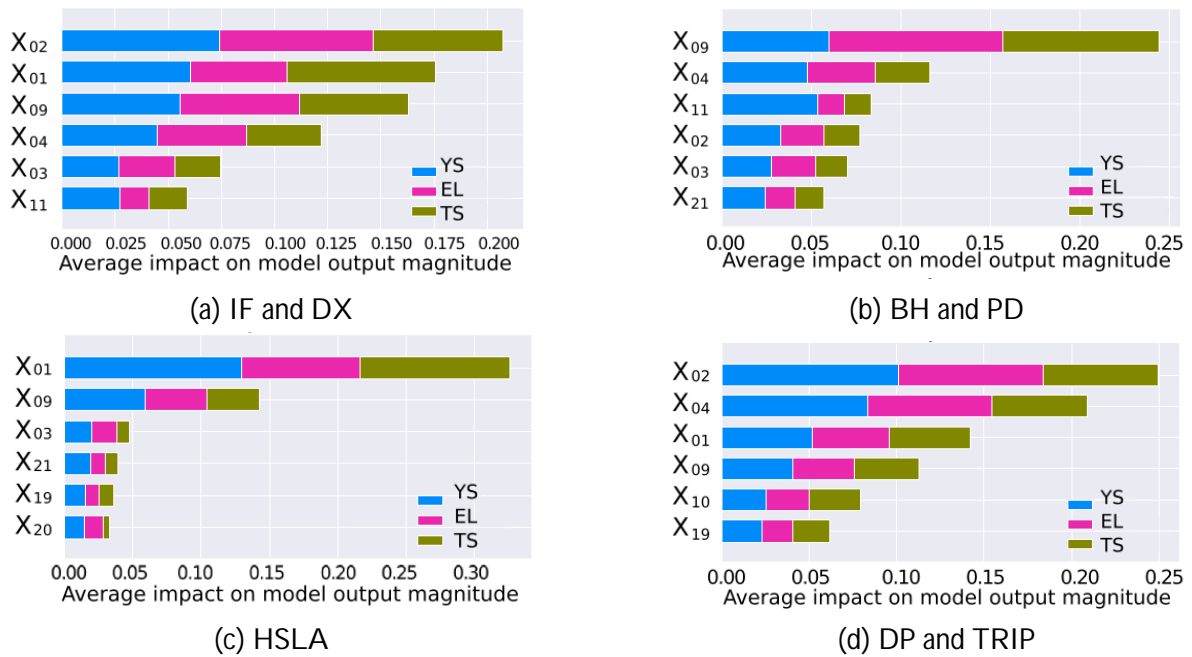 X02
X01
X09
X04
X03
X11
YS
EL
TS
0.000 0.025 0.050 0.075 0.100 0.125 0.150 0.175 0.200
Average impact on model output magnitude
(a) IF and DX
X09
X04
X11
X02
X03
X21
YS
EL
TS
0.00 0.05 0.10 0.15 0.20 0.25
Average impact on model output magnitude
(b) BH and PD
X01
X09
X03
X21
X19
X20
YS
EL
TS
0.00 0.05 0.10 0.15 0.20 0.25 0.30
Average impact on model output magnitude
(c) HSLA
X02
X04
X01
X09
X10
X19
YS
EL
TS
0.00 0.05 0.10 0.15 0.20 0.25
Average impact on model output magnitude
(d) DP and TRIP